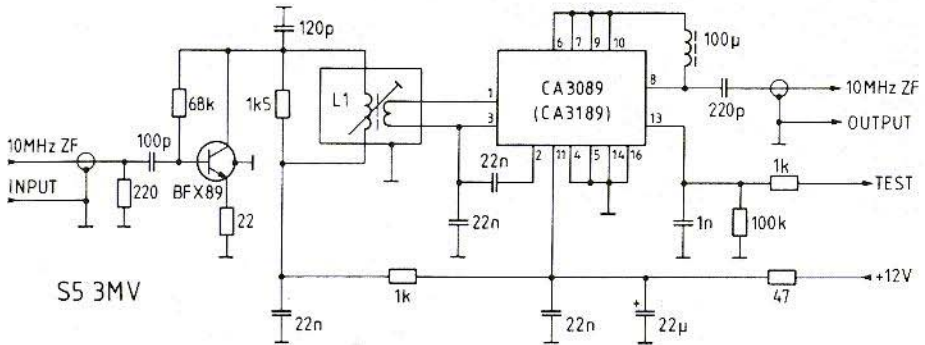 120p
6 7 9 10
100µ
68k
1k5
L1
1
CA3089
8
10MHz ZF
(CA3189)
220p
3
13
OUTPUT
10MHz ZF
100p
22n
2
11
4
5
14
16
1k
INPUT
220
BFX89
TEST
22
22n
1n
100k
S53MV
1k
47
+12V
22n
22n
+
22µ